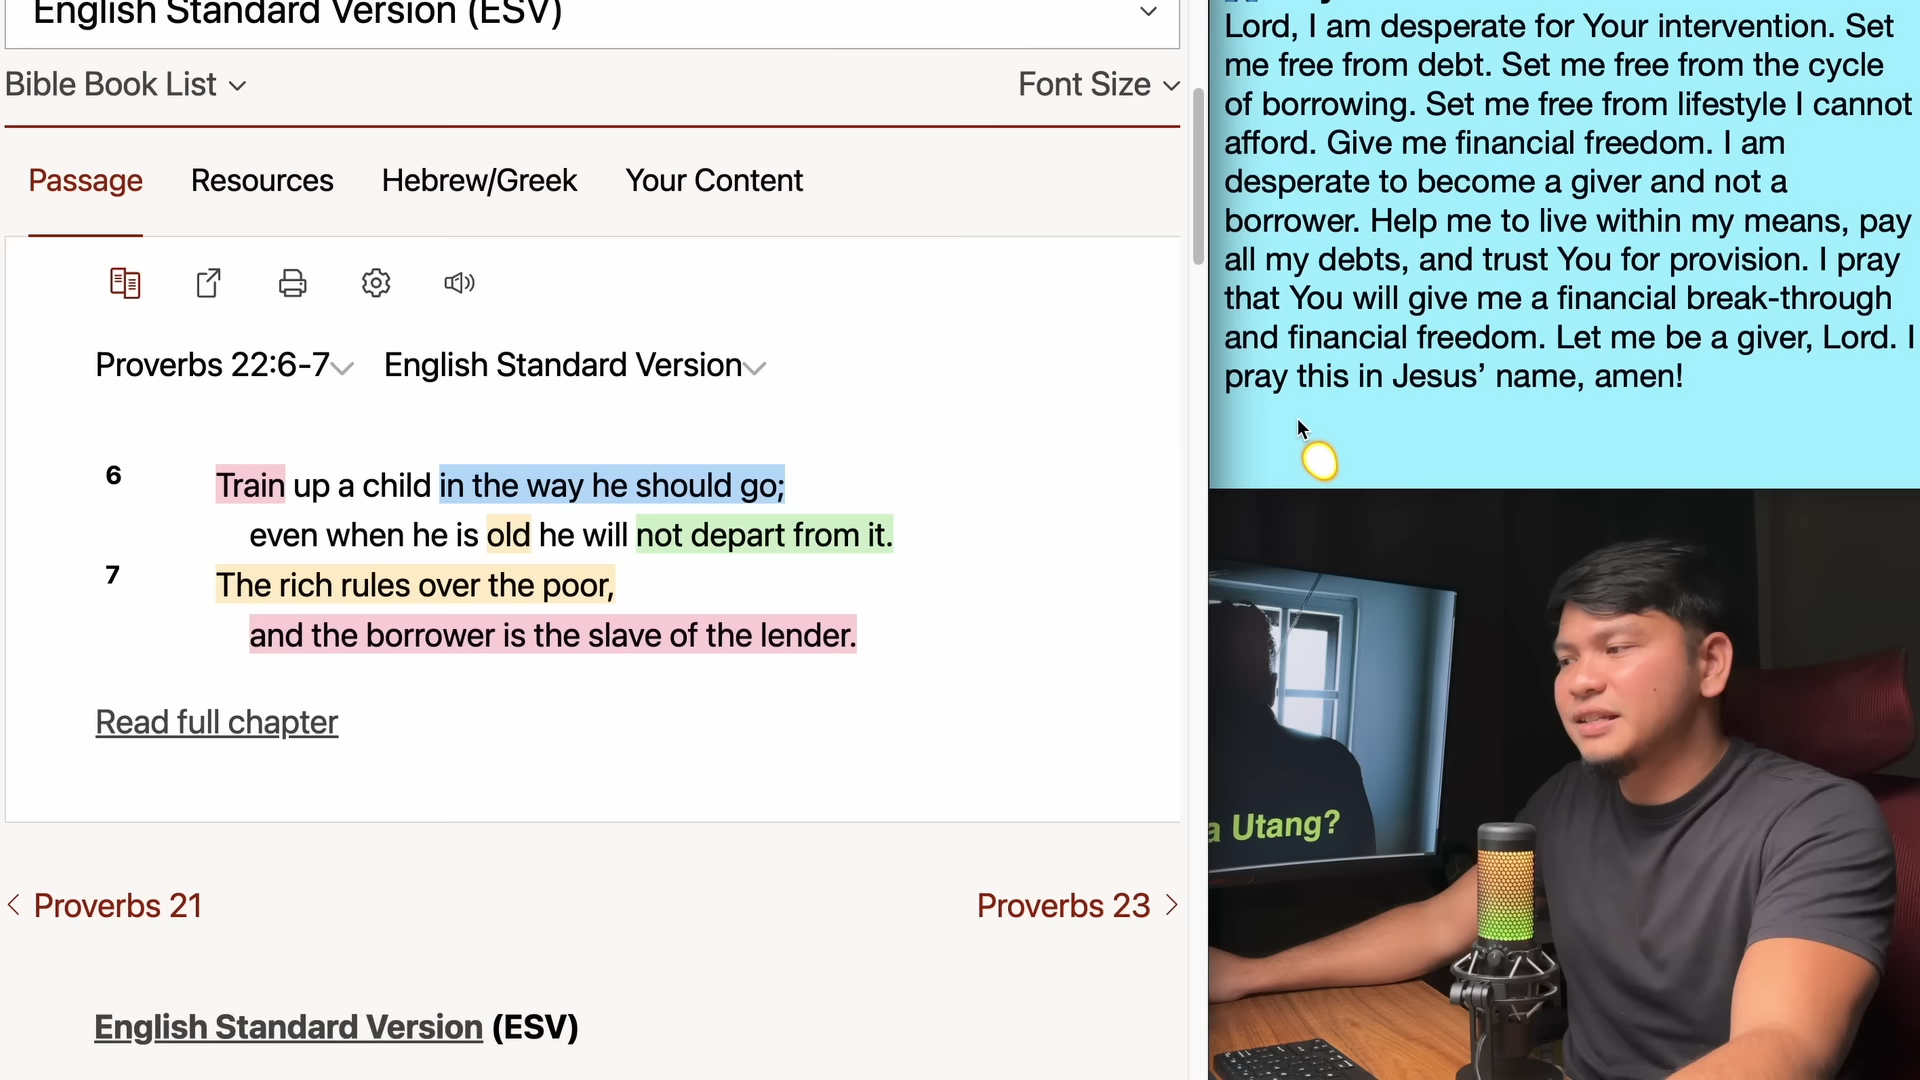 English Standard Version (ESV)
Bible Book List
Font Size
Passage
Resources
Hebrew/Greek
Your Content
Proverbs 22:6-7
English Standard Version
6 Train up a child in the way he should go;
even when he is old he will not depart from it.
7 The rich rules over the poor,
and the borrower is the slave of the lender.
Read full chapter
Proverbs 21
Proverbs 23
English Standard Version (ESV)
Lord, I am desperate for Your intervention. Set
me free from debt. Set me free from the cycle
of borrowing. Set me free from lifestyle I cannot
afford. Give me financial freedom. I am
desperate to become a giver and not a
borrower. Help me to live within my means, pay
all my debts, and trust You for provision. I pray
that You will give me a financial break-through
and financial freedom. Let me be a giver, Lord. I
pray this in Jesus’ name, amen!
a Utang?